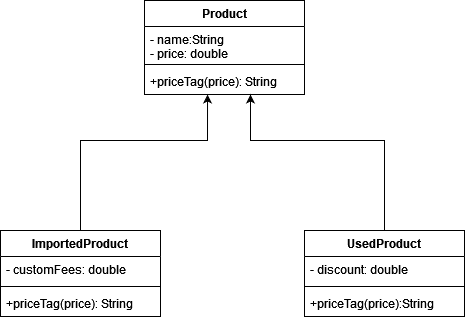 Product
- name:String
- price: double
+priceTag(price): String
ImportedProduct
- customFees: double
+priceTag(price): String
UsedProduct
- discount: double
+priceTag(price):String